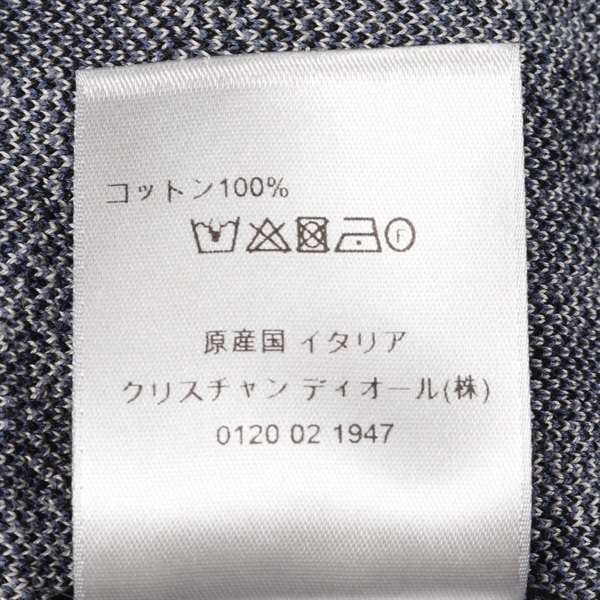 コットン100%
F
原産国 イタリア
クリスチャン ディオール(株)
0120 02 1947